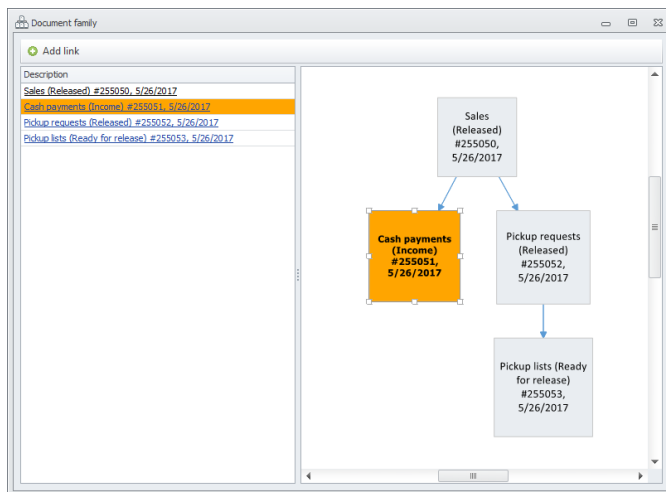 Document family
Add link
Description
Sales (Released) #255050, 5/26/2017
Cash payments (Income) #255051, 5/26/2017
Pickup requests (Released) #255052, 5/26/2017
Pickup lists (Ready for release) #255053, 5/26/2017
Sales
(Released)
#255050,
5/26/2017
Cash payments
(Income)
#255051,
5/26/2017
Pickup requests
(Released)
#255052,
5/26/2017
Pickup lists (Ready
for release)
#255053,
5/26/2017